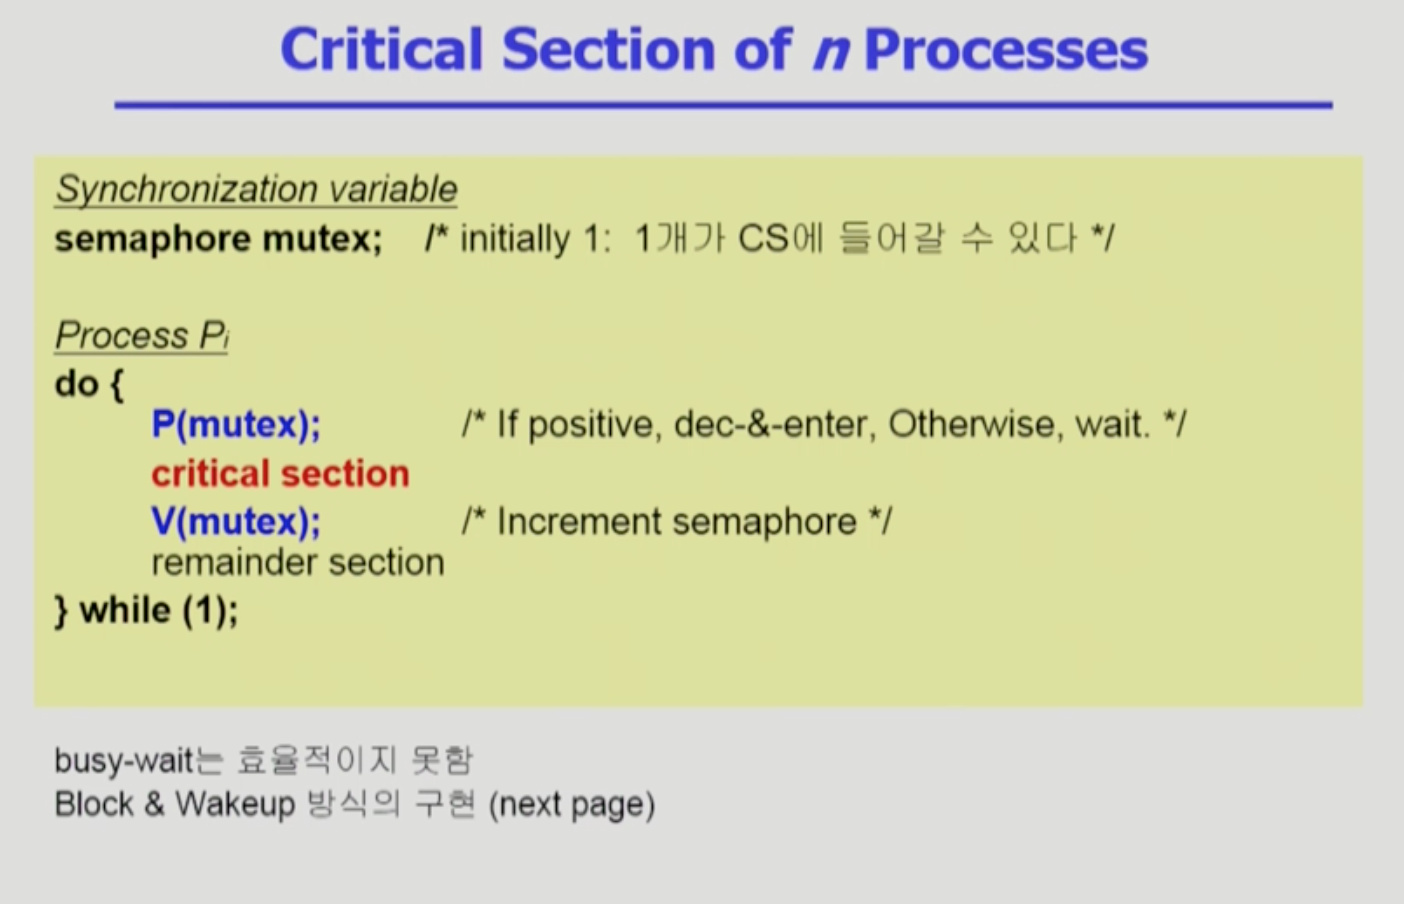 Critical Section of n Processes
Synchronization variable
semaphore mutex; /* initially 1: 1개가 CS에 들어갈 수 있다 */
Process Pi
do {
P(mutex); /* If positive, dec-&-enter, Otherwise, wait. */
critical section
V(mutex); /* Increment semaphore */
remainder section
} while (1);
busy-wait는 효율적이지 못함
Block & Wakeup 방식의 구현 (next page)